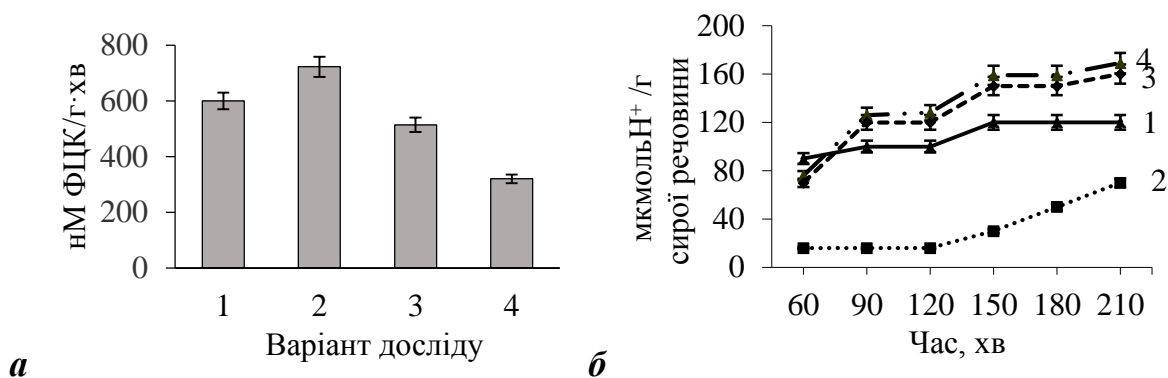 нМ ФЦК/г·хв
800
600
400
200
0
1 2 3 4
Варіант досліду
а
мкмольН⁺ /г
сирої речовини
200
160
120
80
40
0
4
3
1
2
60 90 120 150 180 210
Час, хв
б